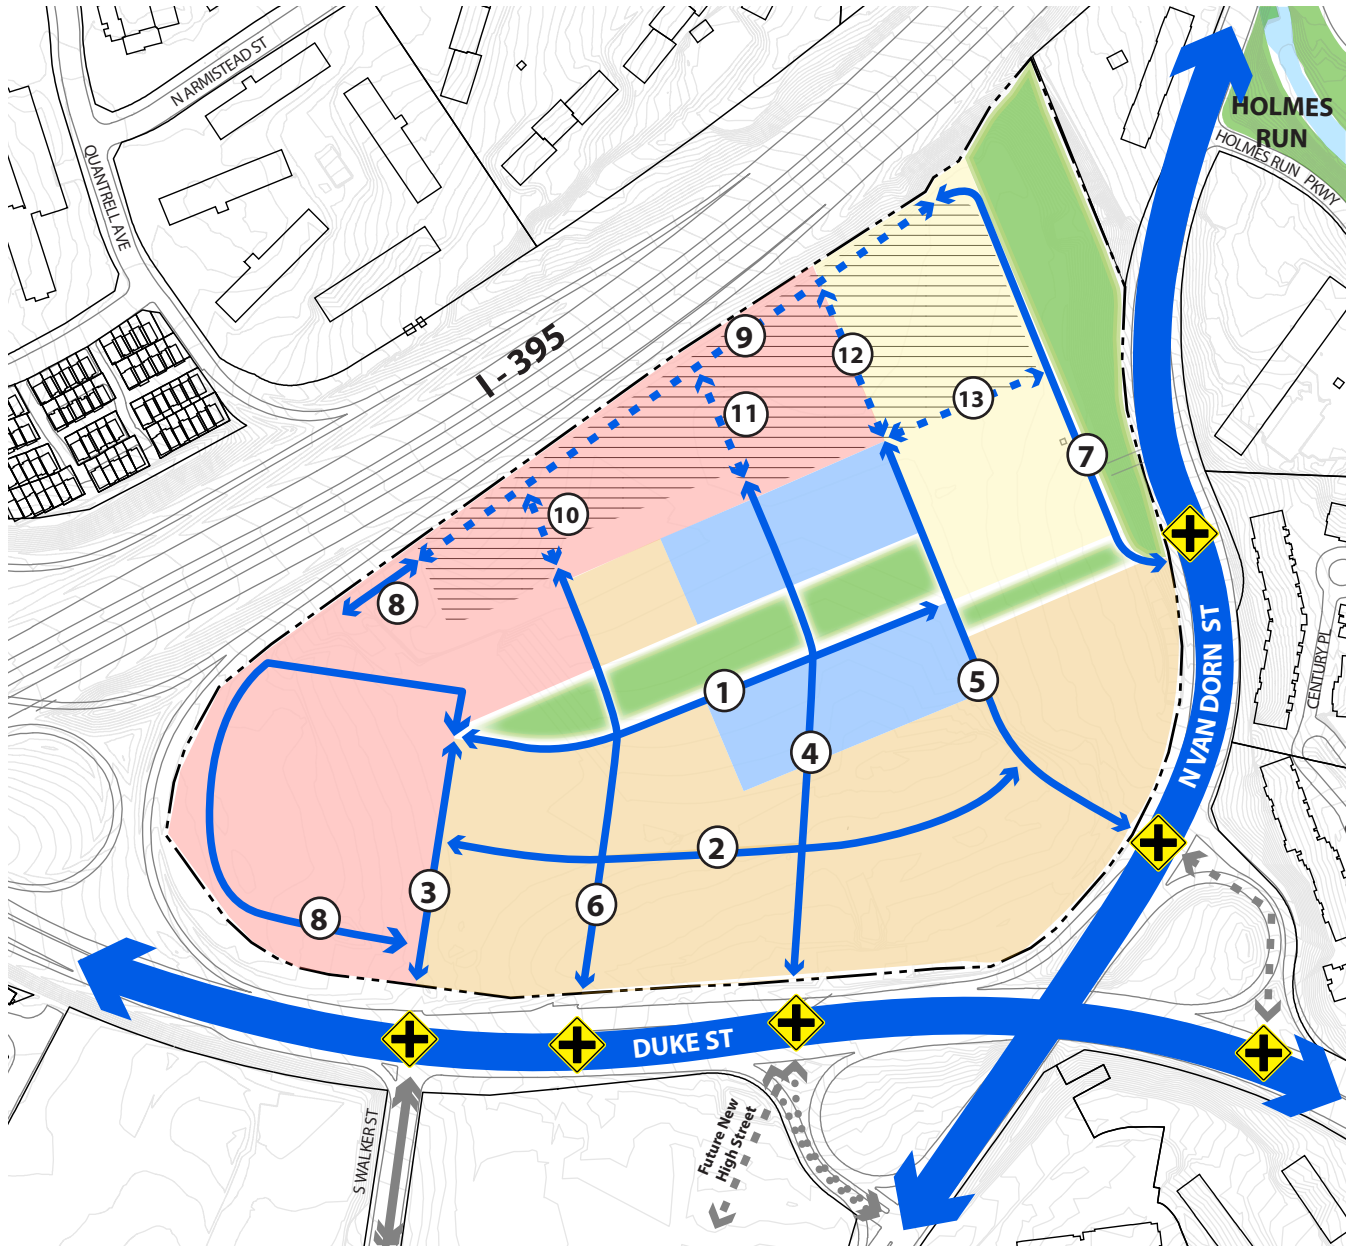 N ARMISTEAD ST
QUANTRELL AVE
HOLMES
RUN
HOLMES RUN PKWY
I - 395
9
12
13
11
7
10
8
1
5
4
2
3
6
8
N VAN DORN ST
CENTURY PL
DUKE ST
S WALKER ST
Future New
High Street